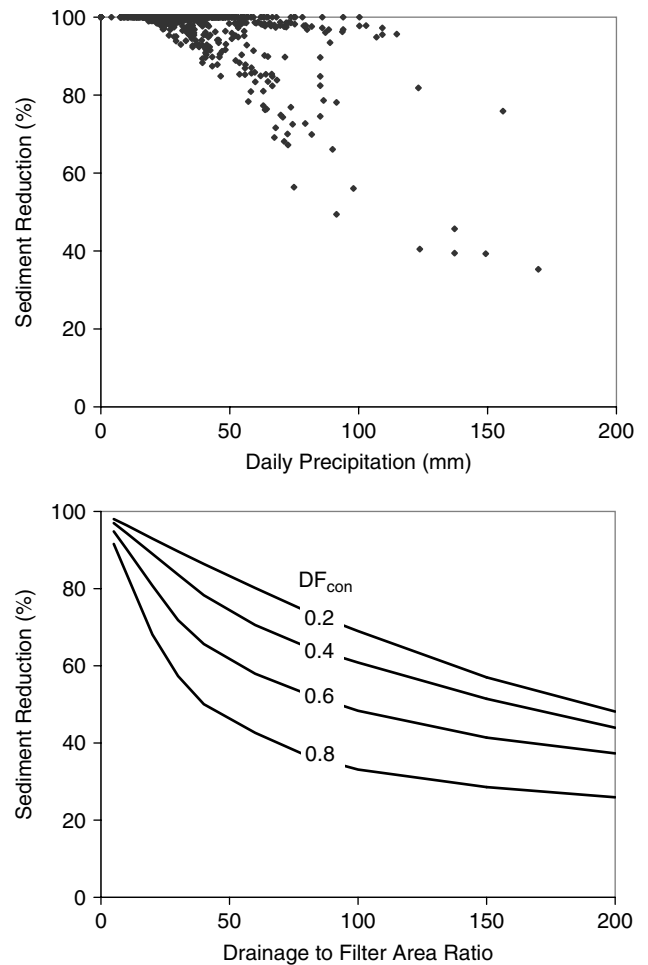 100
80
60
40
20
0
Sediment Reduction (%)
0 50 100 150 200
Daily Precipitation (mm)
100
80
60
40
20
0
Sediment Reduction (%)
DFcon
0.2
0.4
0.6
0.8
0 50 100 150 200
Drainage to Filter Area Ratio